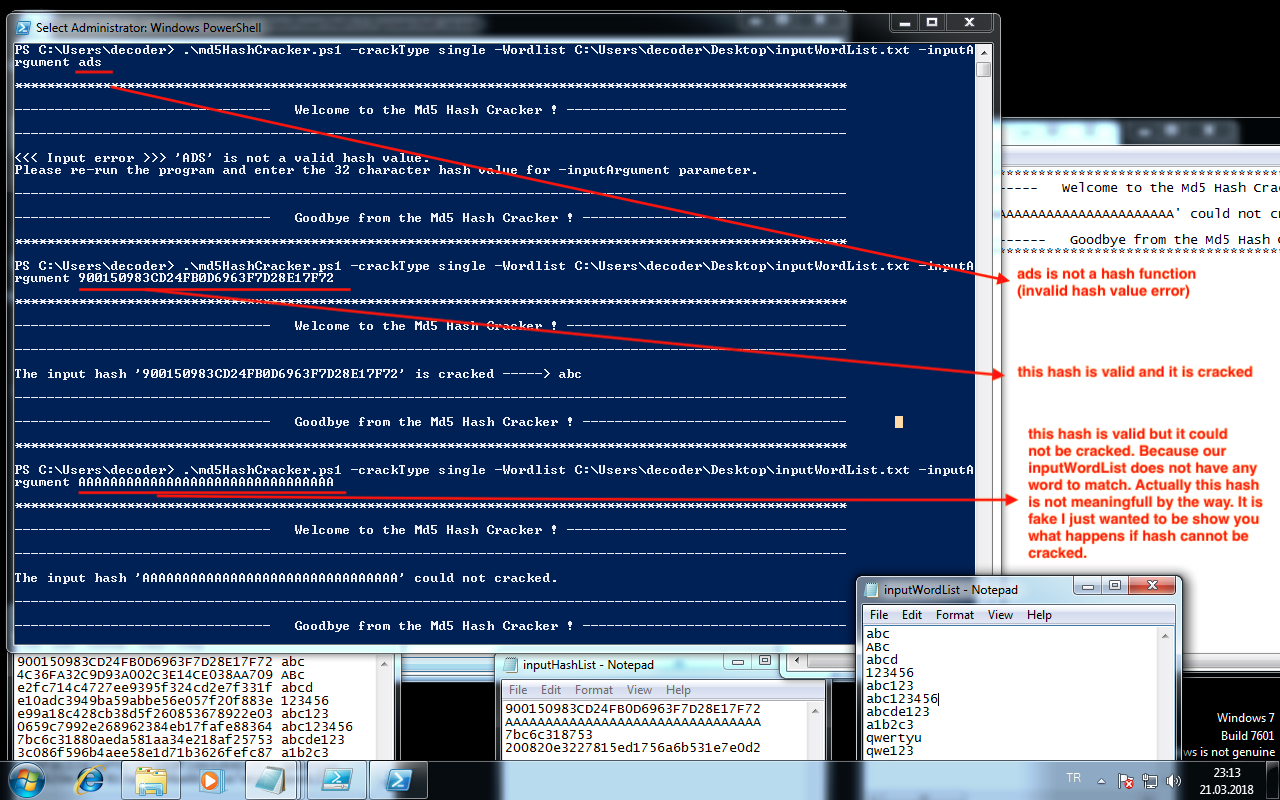 Select Administrator: Windows PowerShell
PS C:\Users\decoder> .\md5HashCracker.ps1 -crackType single -Wordlist C:\Users\decoder\Desktop\inputWordList.txt -inputA
rgument ads
********************************************************************************************************
-------------------------------- Welcome to the Md5 Hash Cracker ! -----------------------------------
--------------------------------------------------------------------------------------------------------
<<< Input error >>> 'ADS' is not a valid hash value.
Please re-run the program and enter the 32 character hash value for -inputArgument parameter.
--------------------------------------------------------------------------------------------------------
-------------------------------- Goodbye from the Md5 Hash Cracker ! ---------------------------------
********************************************************************************************************
PS C:\Users\decoder> .\md5HashCracker.ps1 -crackType single -Wordlist C:\Users\decoder\Desktop\inputWordList.txt -inputA
rgument 900150983CD24FB0D6963F7D28E17F72
********************************************************************************************************
-------------------------------- Welcome to the Md5 Hash Cracker ! -----------------------------------
--------------------------------------------------------------------------------------------------------
The input hash '900150983CD24FB0D6963F7D28E17F72' is cracked -----> abc
--------------------------------------------------------------------------------------------------------
-------------------------------- Goodbye from the Md5 Hash Cracker ! ---------------------------------
********************************************************************************************************
PS C:\Users\decoder> .\md5HashCracker.ps1 -crackType single -Wordlist C:\Users\decoder\Desktop\inputWordList.txt -inputA
rgument AAAAAAAAAAAAAAAAAAAAAAAAAAAAAAAA
********************************************************************************************************
-------------------------------- Welcome to the Md5 Hash Cracker ! -----------------------------------
--------------------------------------------------------------------------------------------------------
The input hash 'AAAAAAAAAAAAAAAAAAAAAAAAAAAAAAAA' could not cracked.
--------------------------------------------------------------------------------------------------------
-------------------------------- Goodbye from the Md5 Hash Cracker ! ---------------------------------
***********************************
----- Welcome to the Md5 Hash Crac
AAAAAAAAAAAAAAAAAAAAAA' could not c
------ Goodbye from the Md5 Hash C
***********************************
ads is not a hash function
(invalid hash value error)
this hash is valid and it is cracked
this hash is valid but it could
not be cracked. Because our
inputWordList does not have any
word to match. Actually this hash
is not meaningfull by the way. It is
fake I just wanted to be show you
what happens if hash cannot be
cracked.
900150983CD24FB0D6963F7D28E17F72 abc
4C36FA32C9D93A002C3E14CE038AA709 ABc
e2fc714c4727ee9395f324cd2e7f331f abcd
e10adc3949ba59abbe56e057f20f883e 123456
e99a18c428cb38d5f260853678922e03 abc123
0659c7992e268962384eb17fafe88364 abc123456
7bc6c31880aeda581aa34e218af25753 abcde123
3c086f596b4aee58e1d71b3626fefc87 a1b2c3
inputHashList - Notepad
File Edit Format View Help
900150983CD24FB0D6963F7D28E17F72
AAAAAAAAAAAAAAAAAAAAAAAAAAAAAAAA
7bc6c318753
200820e3227815ed1756a6b531e7e0d2
inputWordList - Notepad
File Edit Format View Help
abc
ABc
abcd
123456
abc123
abc123456
abcde123
a1b2c3
qwertyu
qwe123
Windows 7
Build 7601
ws is not genuine
TR
23:13
21.03.2018